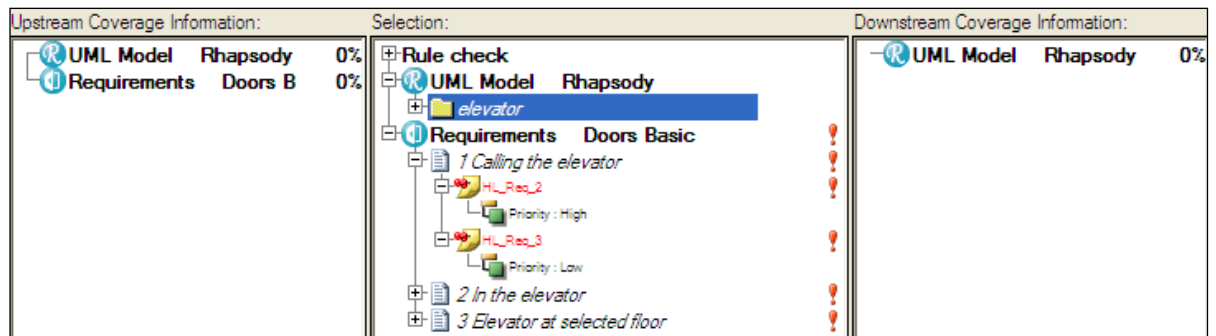 Upstream Coverage Information:
UML Model Rhapsody 0%
Requirements Doors B 0%
Selection:
Rule check
UML Model Rhapsody
elevator
Requirements Doors Basic
1 Calling the elevator
HL_Req_2
Priority : High
HL_Req_3
Priority : Low
2 In the elevator
3 Elevator at selected floor
Downstream Coverage Information:
UML Model Rhapsody 0%